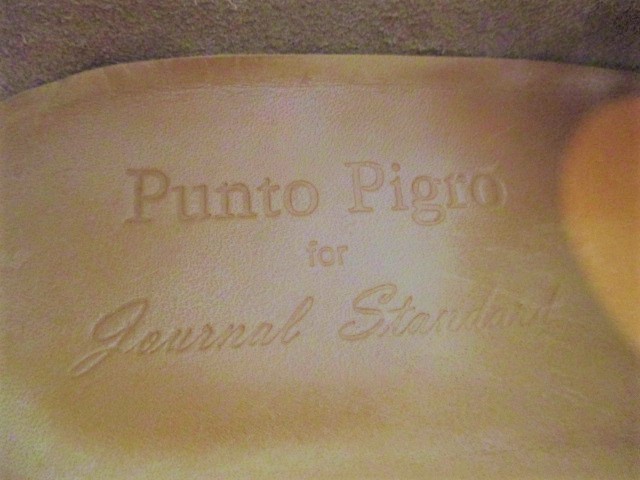 Punto Pigro
for
Journal Standard